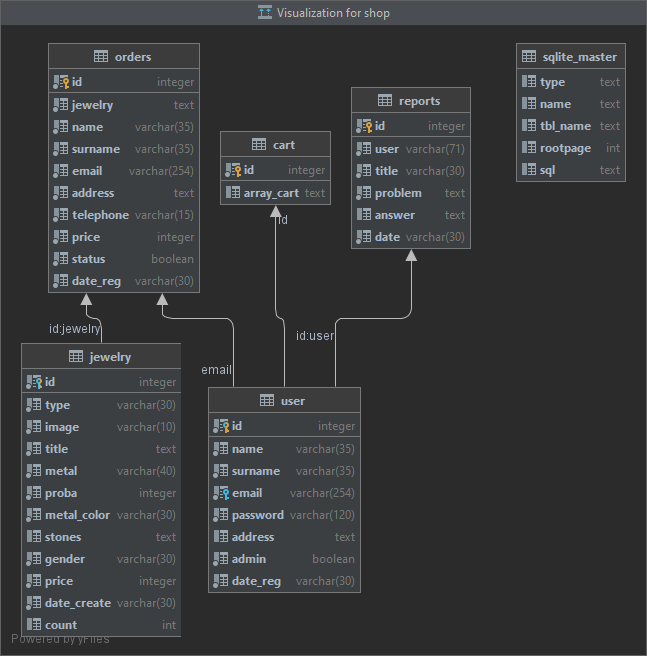 Visualization for shop
orders
id integer
jewelry text
name varchar(35)
surname varchar(35)
email varchar(254)
address text
telephone varchar(15)
price integer
status boolean
date_reg varchar(30)
cart
id integer
array_cart text
reports
id integer
user varchar(71)
title varchar(30)
problem text
answer text
date varchar(30)
sqlite_master
type text
name text
tbl_name text
rootpage int
sql text
id
id:jewelry
id:user
email
jewelry
id integer
type varchar(30)
image varchar(10)
title text
metal varchar(40)
proba integer
metal_color varchar(30)
stones text
gender varchar(30)
price integer
date_create varchar(30)
count int
user
id integer
name varchar(35)
surname varchar(35)
email varchar(254)
password varchar(120)
address text
admin boolean
date_reg varchar(30)
Powered by yFiles